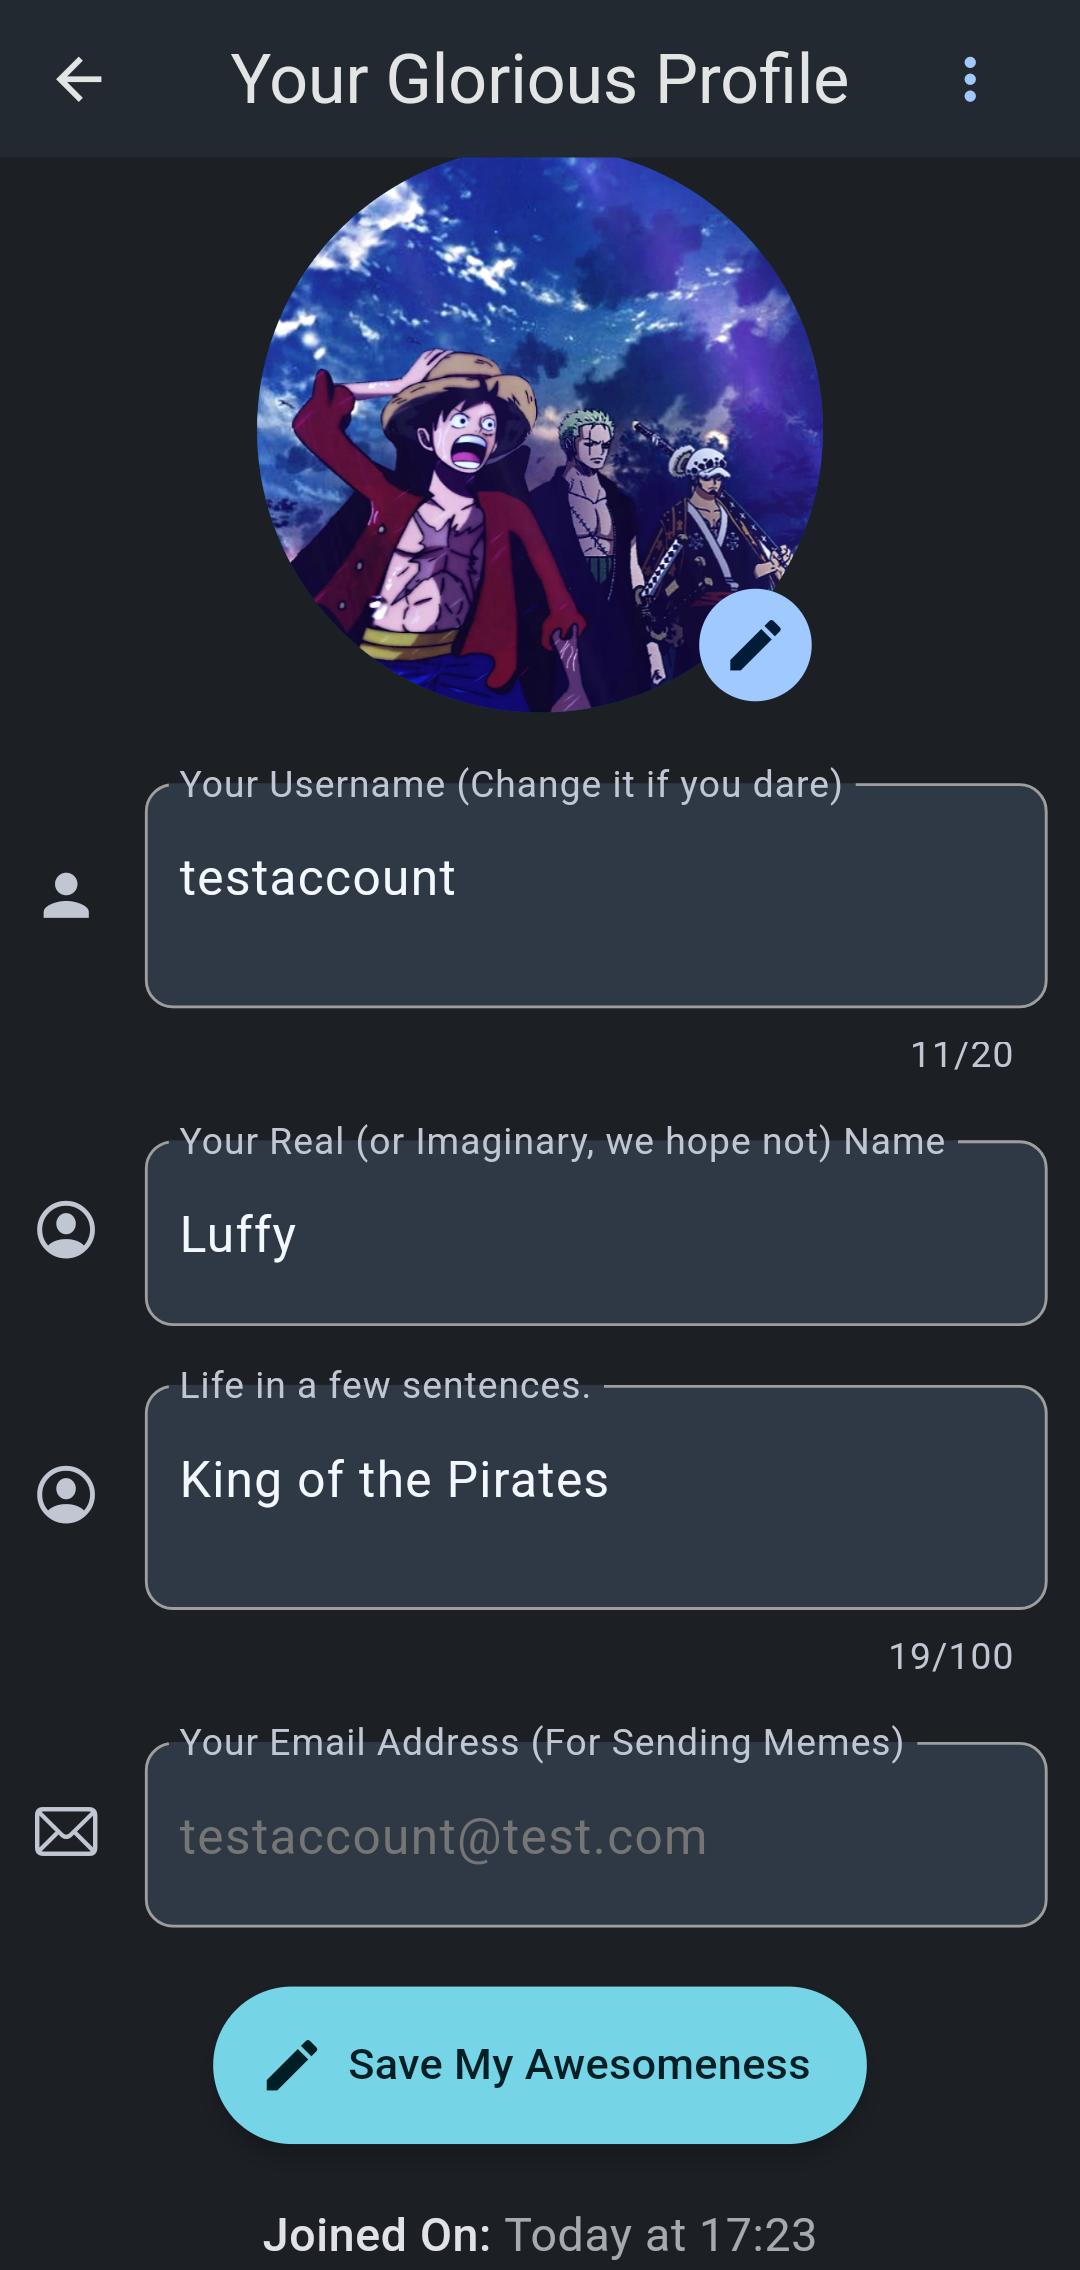 Your Glorious Profile
Your Username (Change it if you dare)
testaccount
11/20
Your Real (or Imaginary, we hope not) Name
Luffy
Life in a few sentences.
King of the Pirates
19/100
Your Email Address (For Sending Memes)
testaccount@test.com
Save My Awesomeness
Joined On: Today at 17:23